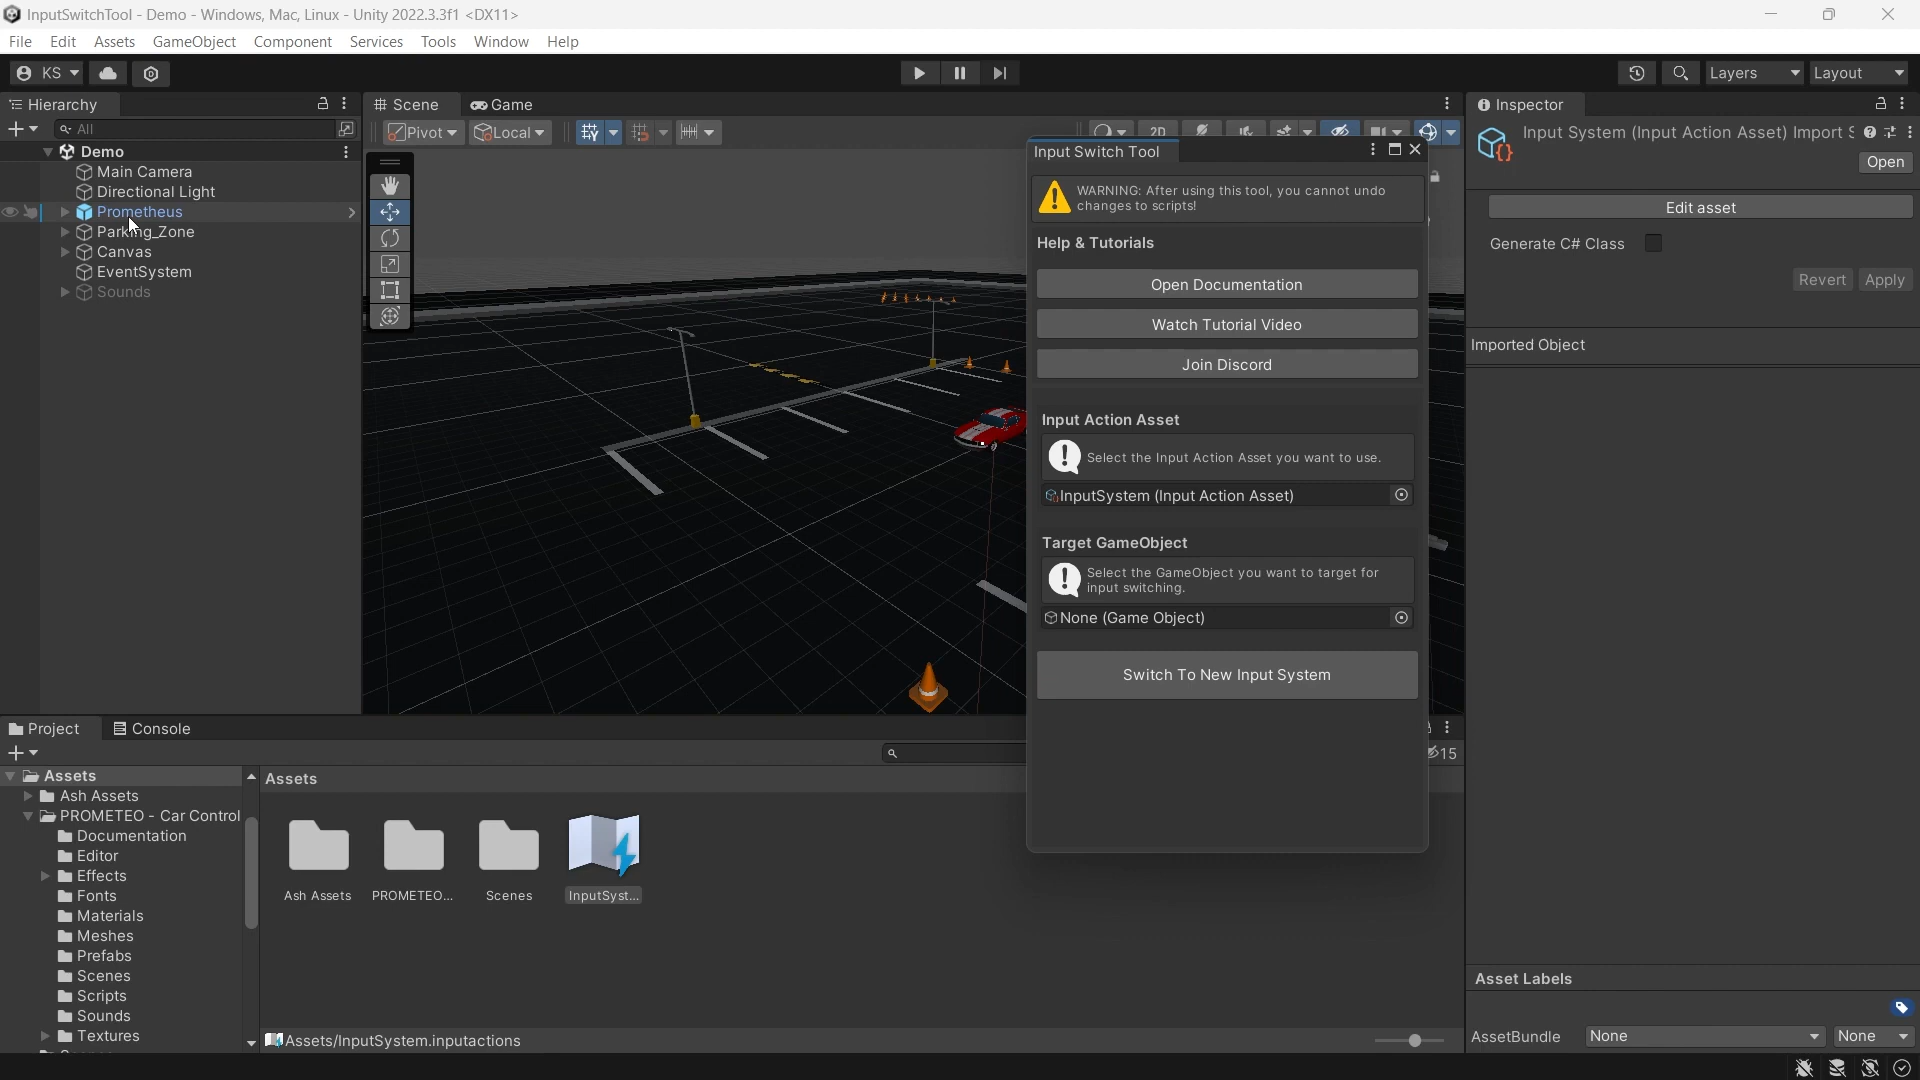 InputSwitchTool - Demo - Windows, Mac, Linux - Unity 2022.3.3f1 <DX11>
File Edit Assets GameObject Component Services Tools Window Help
KS
Layers
Layout
Hierarchy
All
Demo
Main Camera
Directional Light
Prometheus
Parking_Zone
Canvas
EventSystem
Sounds
Scene
Game
Pivot
Local
2D
Input Switch Tool
WARNING: After using this tool, you cannot undo
changes to scripts!
Help & Tutorials
Open Documentation
Watch Tutorial Video
Join Discord
Input Action Asset
Select the Input Action Asset you want to use.
InputSystem (Input Action Asset)
Target GameObject
Select the GameObject you want to target for
input switching.
None (Game Object)
Switch To New Input System
Inspector
Input System (Input Action Asset) Import S
Open
Edit asset
Generate C# Class
Revert
Apply
Imported Object
Asset Labels
AssetBundle
None
None
Project
Console
15
Assets
Ash Assets
PROMETEO - Car Control
Documentation
Editor
Effects
Fonts
Materials
Meshes
Prefabs
Scenes
Scripts
Sounds
Textures
Assets
Ash Assets
PROMETEO...
Scenes
InputSyst...
Assets/InputSystem.inputactions